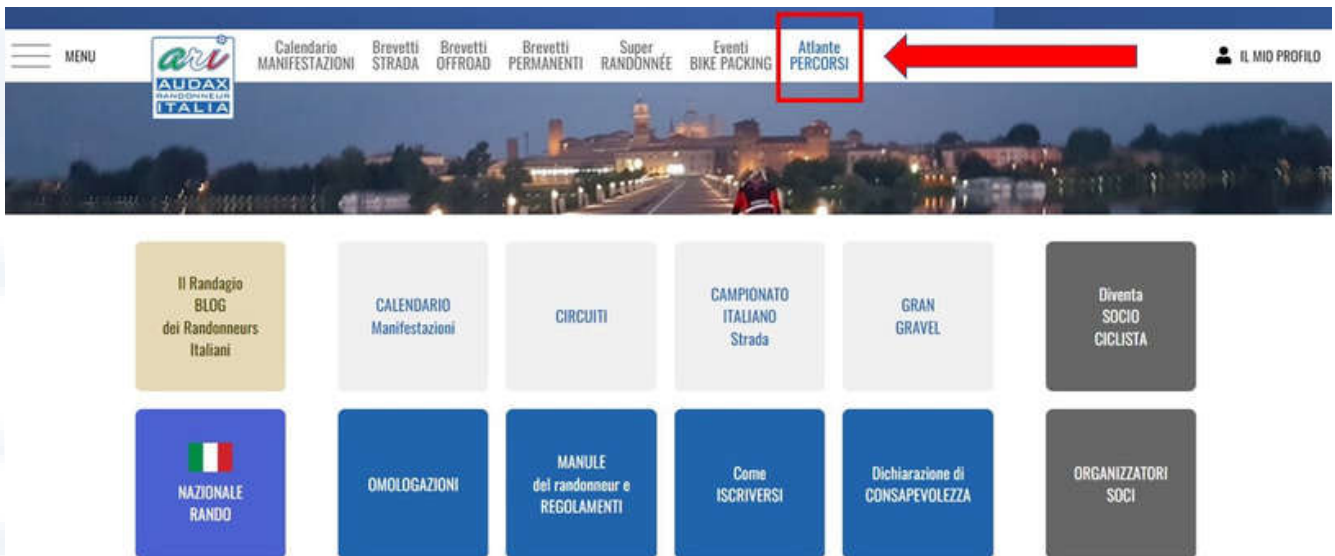 MENU
ari
AUDAX
RANDONNEUR
ITALIA
Calendario
MANIFESTAZIONI
Brevetti
STRADA
Brevetti
OFFROAD
Brevetti
PERMANENTI
Super
RANDONNÉE
Eventi
BIKE PACKING
Atlante
PERCORSI
IL MIO PROFILO
Il Randagio
BLOG
dei Randonneurs
Italiani
CALENDARIO
Manifestazioni
CIRCUITI
CAMPIONATO
ITALIANO
Strada
GRAN
GRAVEL
Diventa
SOCIO
CICLISTA
NAZIONALE
RANDO
OMOLOGAZIONI
MANULE
del randonneur e
REGOLAMENTI
Come
ISCRIVERSI
Dichiarazione di
CONSAPEVOLEZZA
ORGANIZZATORI
SOCI